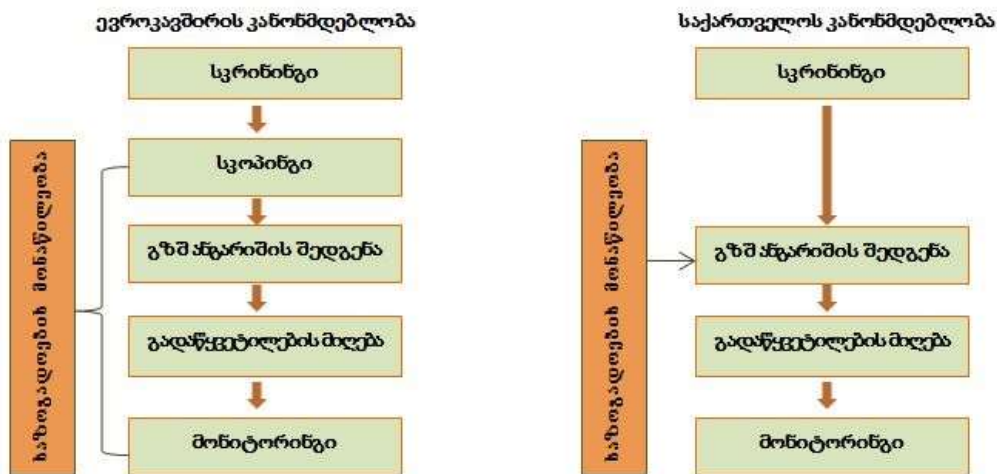 ევროკავშირის კანონმდებლობა
სკრინინგი
სკოპინგი
გზშ ანგარიშის შედგენა
გადაწყვეტილების მიღება
მონიტორინგი
საზოგადოების მონაწილეობა
საქართველოს კანონმდებლობა
სკრინინგი
გზშ ანგარიშის შედგენა
გადაწყვეტილების მიღება
მონიტორინგი
საზოგადოების მონაწილეობა